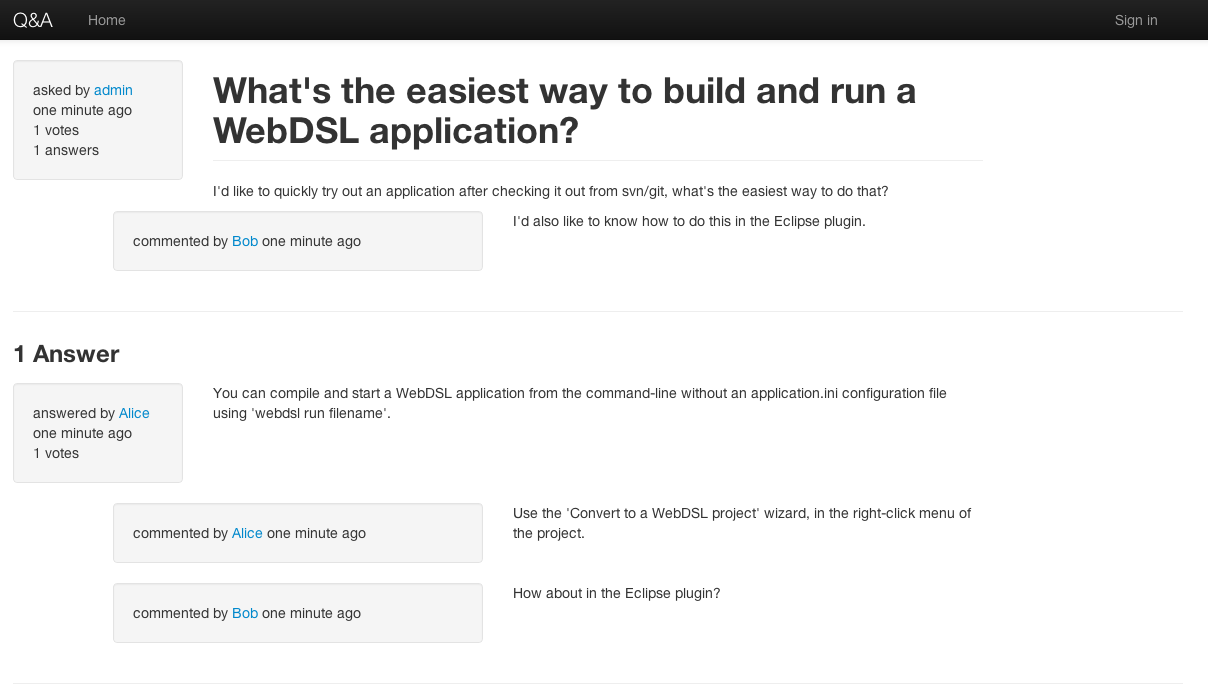 Q&A Home Sign in
asked by admin
one minute ago
1 votes
1 answers
What's the easiest way to build and run a
WebDSL application?
I'd like to quickly try out an application after checking it out from svn/git, what's the easiest way to do that?
commented by Bob one minute ago
I'd also like to know how to do this in the Eclipse plugin.
1 Answer
answered by Alice
one minute ago
1 votes
You can compile and start a WebDSL application from the command-line without an application.ini configuration file
using 'webdsl run filename'.
commented by Alice one minute ago
Use the 'Convert to a WebDSL project' wizard, in the right-click menu of
the project.
commented by Bob one minute ago
How about in the Eclipse plugin?